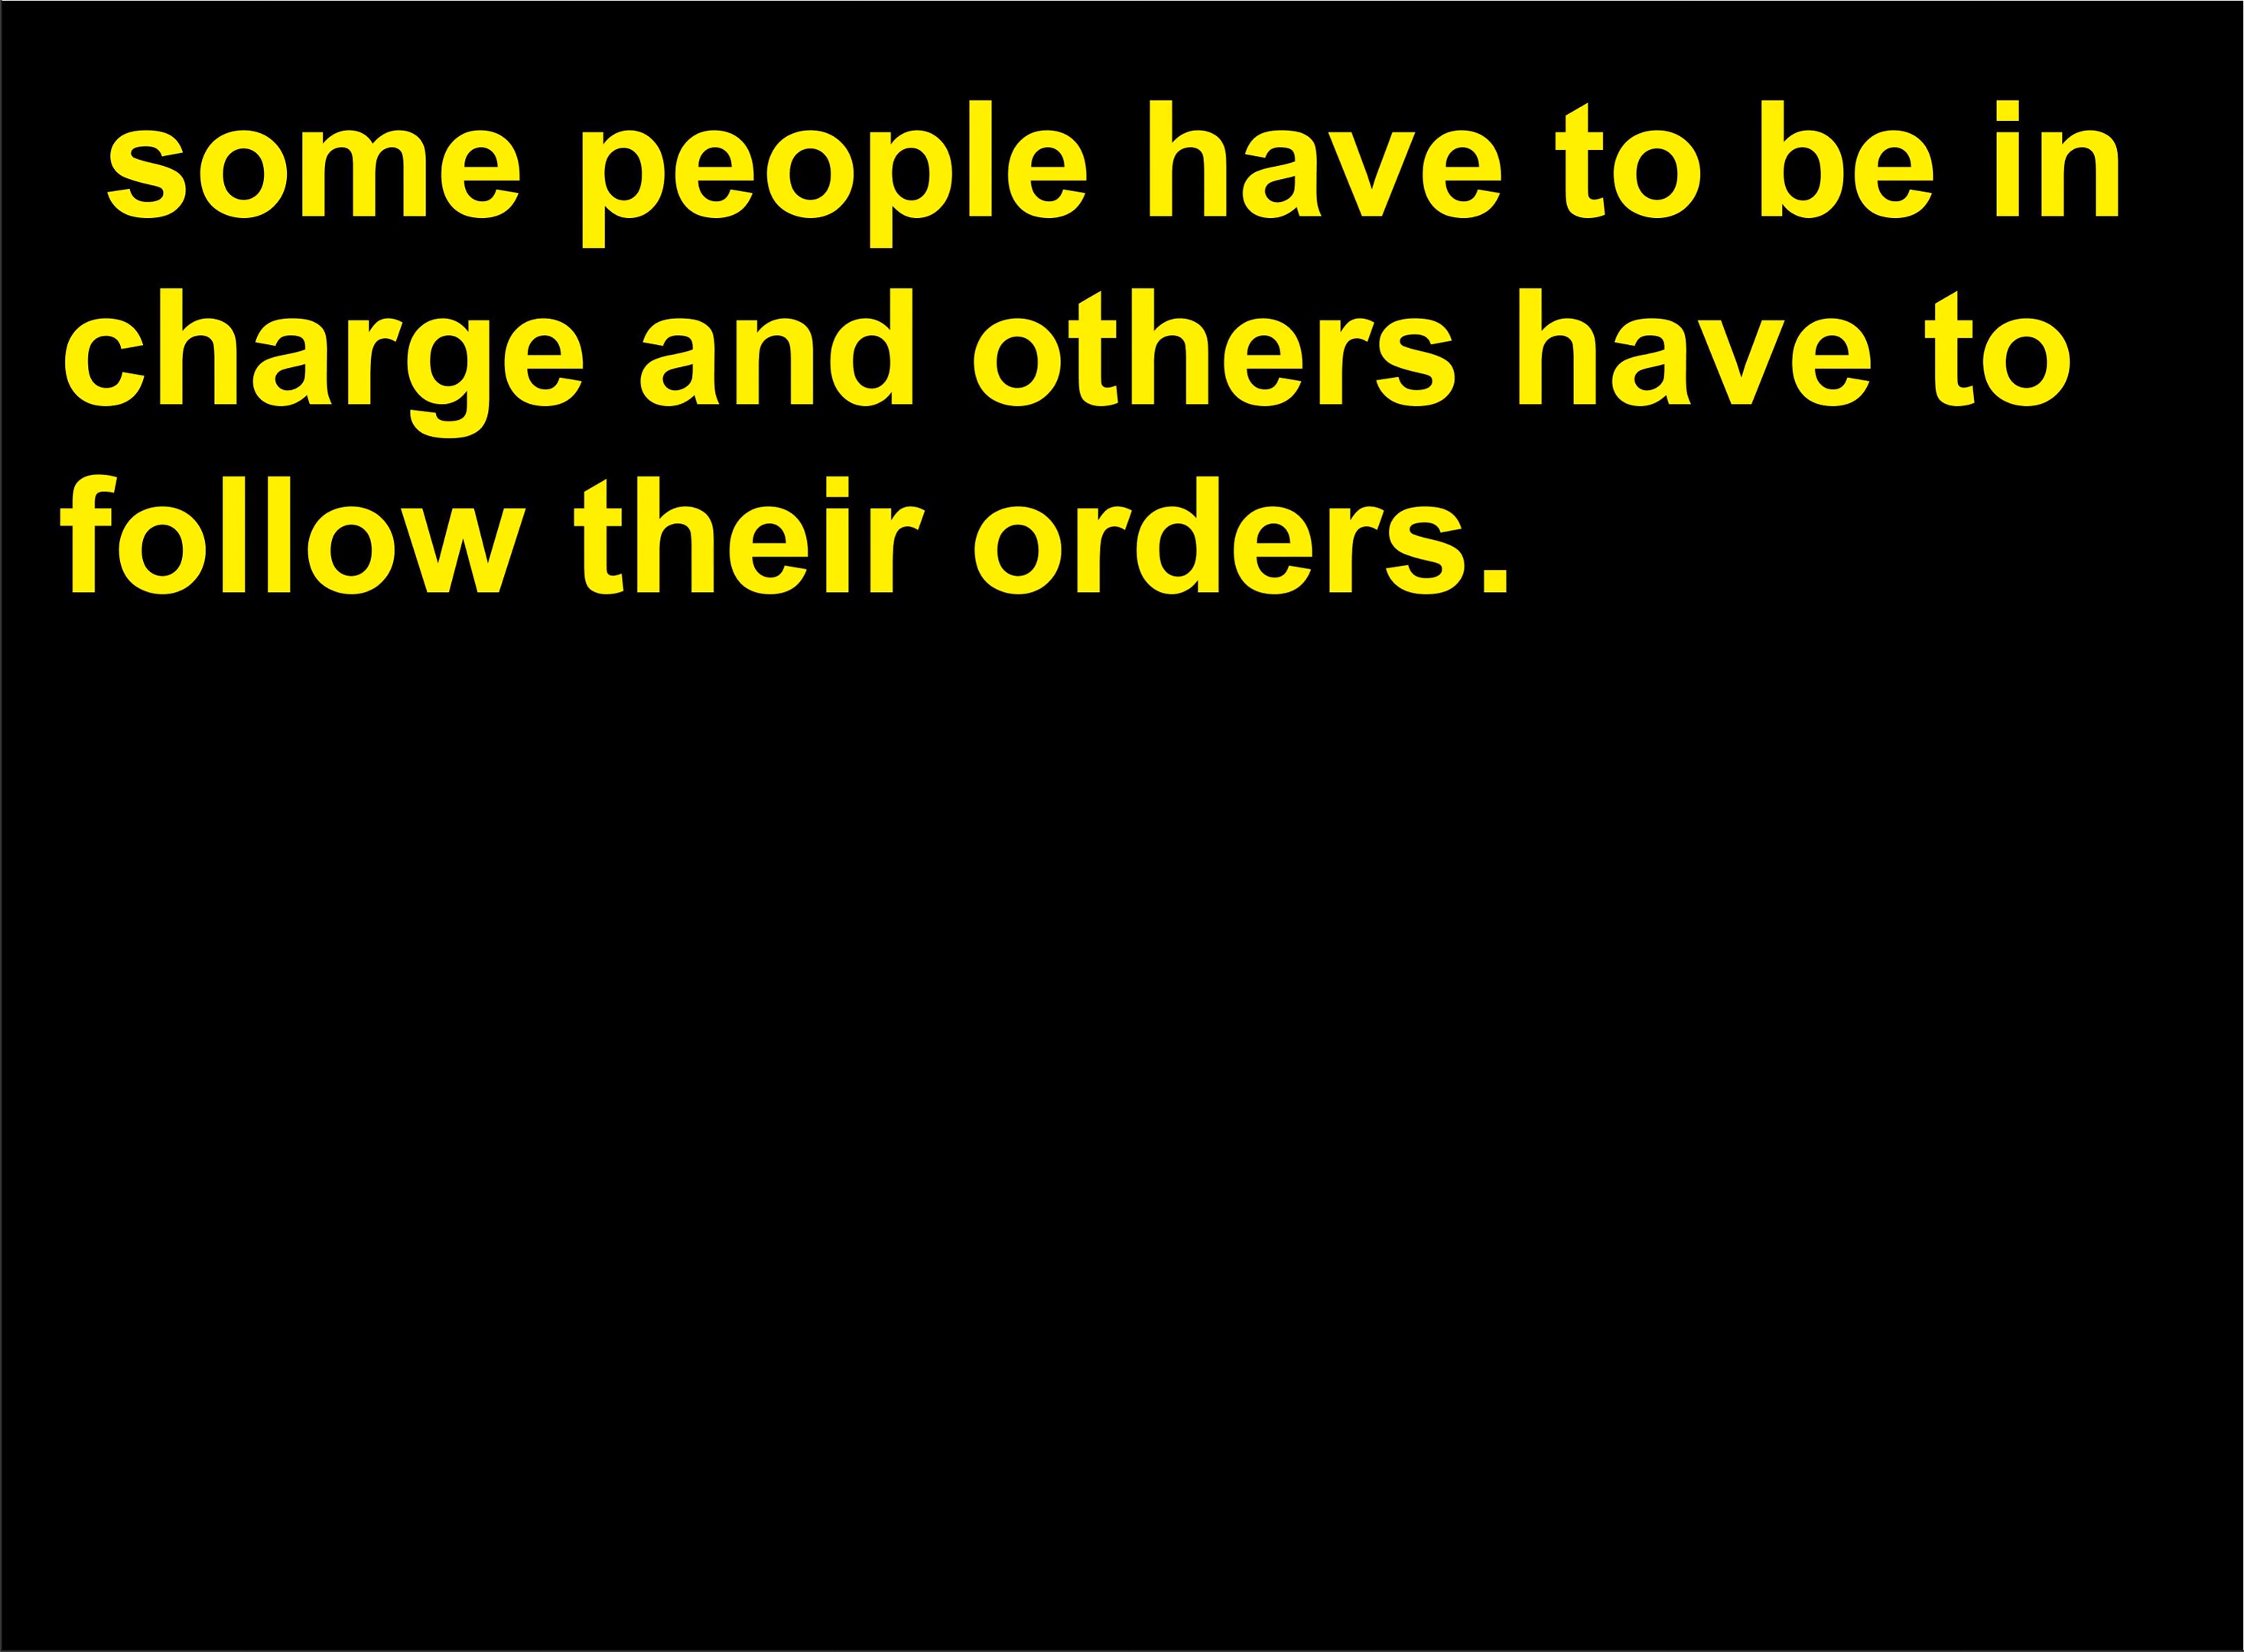 some people have to be in
charge and others have to
follow their orders.